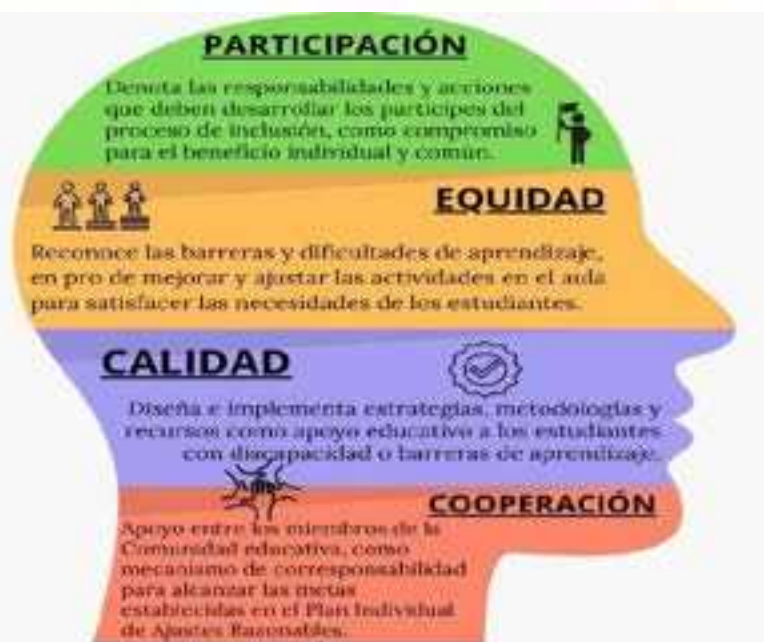 PARTICIPACIÓN
Denota las responsabilidades y acciones
que deben desarrollar los participes del
proceso de inclusión, como compromiso
para el beneficio individual y común.
EQUIDAD
Reconoce las barreras y dificultades de aprendizaje,
en pro de mejorar y ajustar las actividades en el aula
para satisfacer las necesidades de los estudiantes.
CALIDAD
Diseña e implementa estrategias, metodologías y
recursos como apoyo educativo a los estudiantes
con discapacidad o barreras de aprendizaje.
COOPERACIÓN
Apoyo entre los miembros de la
Comunidad educativa, como
mecanismo de corresponsabilidad
para alcanzar las metas
establecidas en el Plan Individual
de Ajustes Razonables.